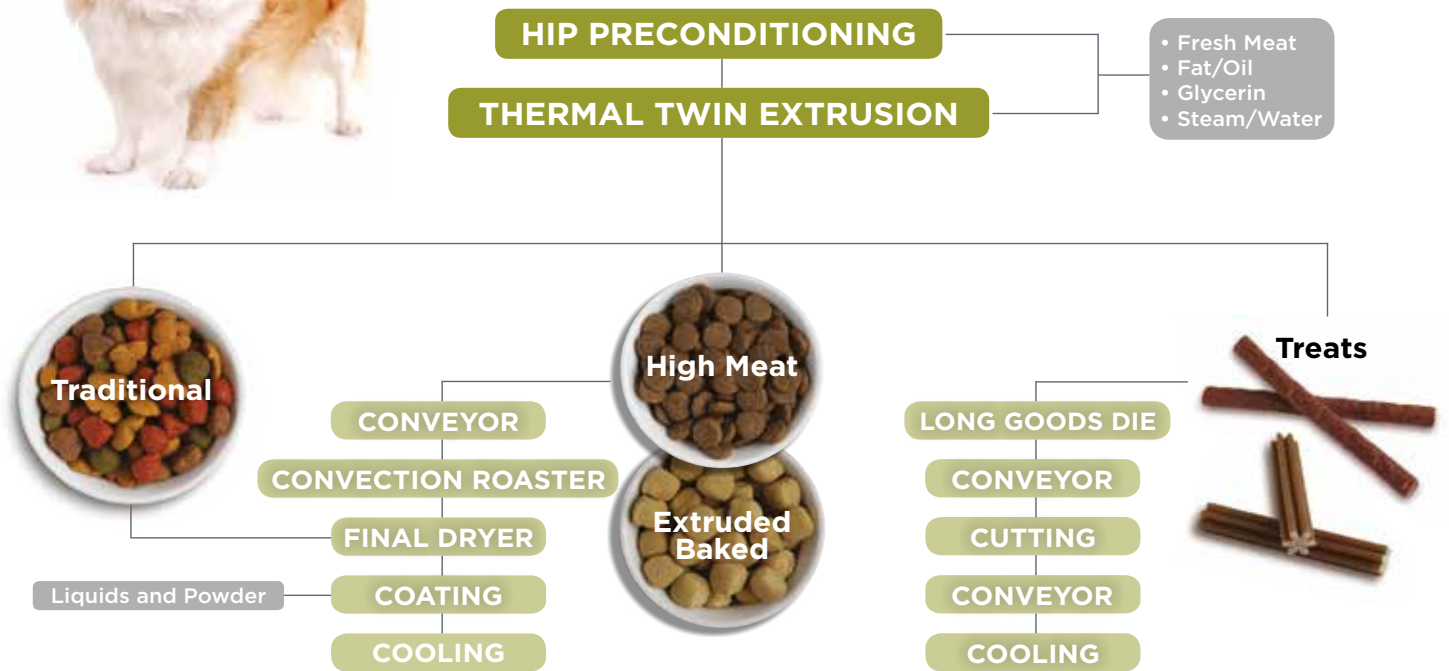 HIP PRECONDITIONING
• Fresh Meat
• Fat/Oil
• Glycerin
• Steam/Water
THERMAL TWIN EXTRUSION
Traditional
High Meat
Extruded
Baked
Treats
CONVEYOR
CONVECTION ROASTER
FINAL DRYER
Liquids and Powder
COATING
COOLING
LONG GOODS DIE
CONVEYOR
CUTTING
CONVEYOR
COOLING